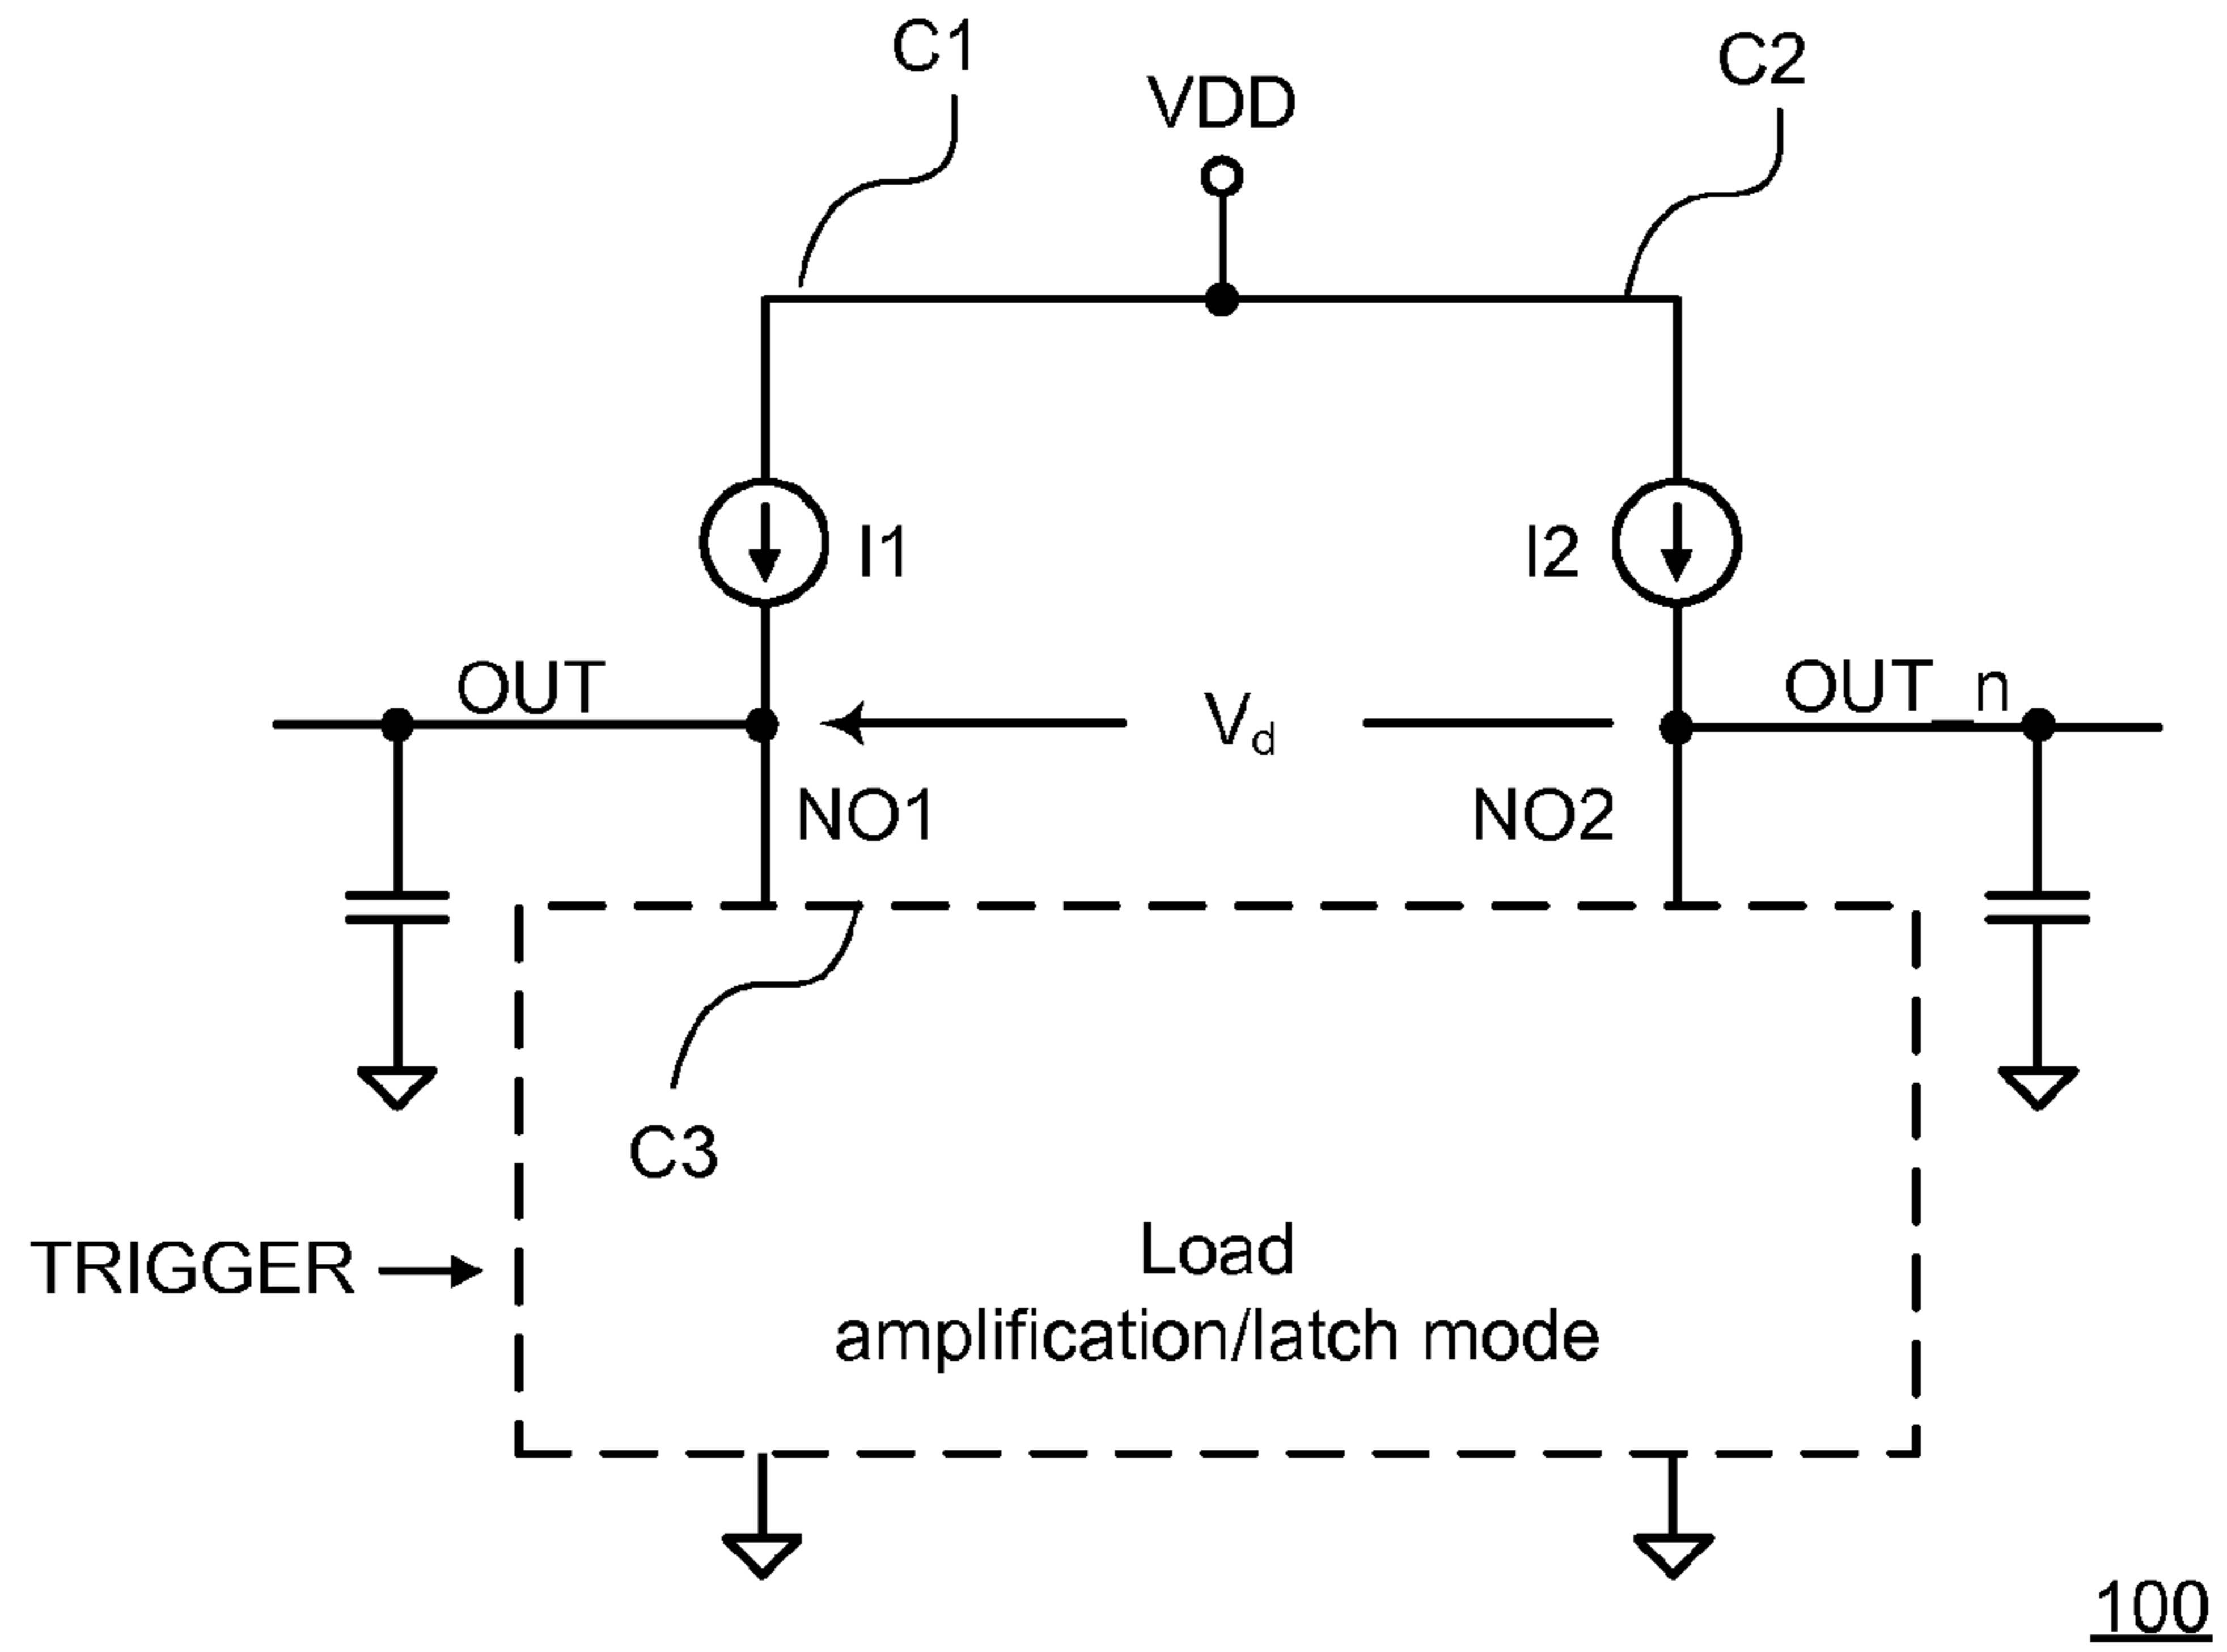 C1
C2
VDD
I1
I2
OUT
Vd
OUT_n
NO1
NO2
C3
TRIGGER
Load
amplification/latch mode
100